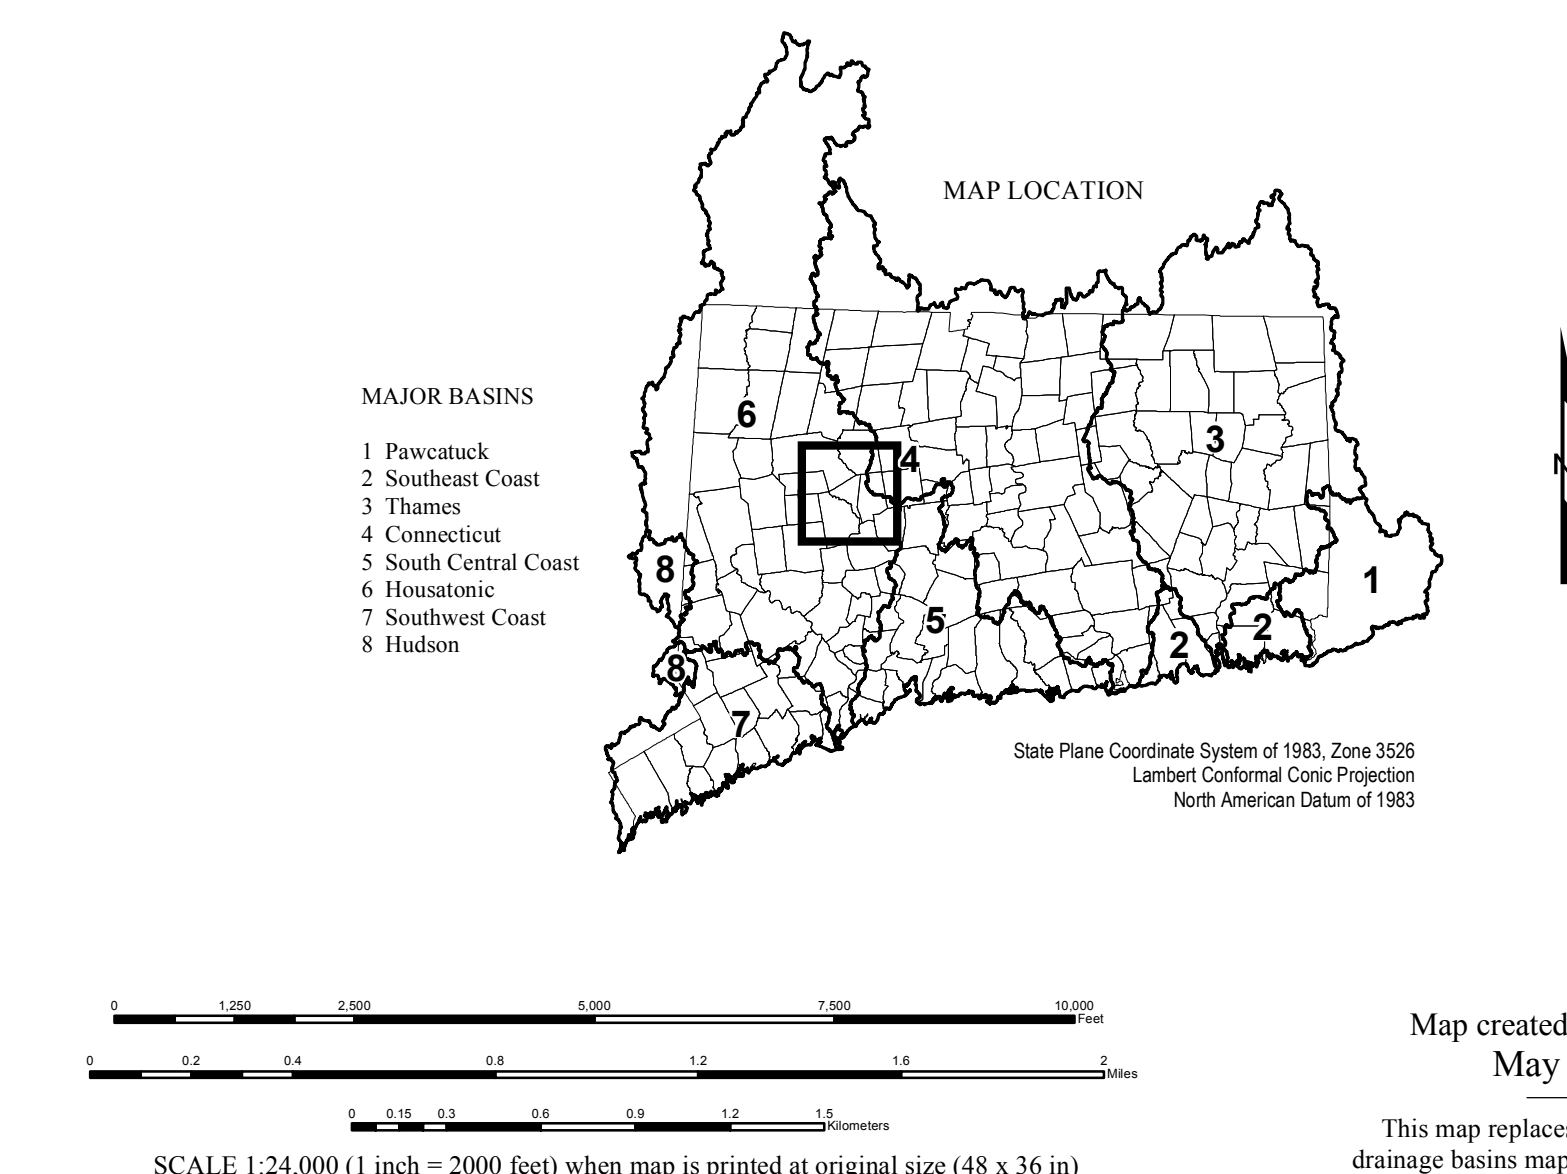 MAP LOCATION
MAJOR BASINS
1 Pawcatuck
2 Southeast Coast
3 Thames
4 Connecticut
5 South Central Coast
6 Housatonic
7 Southwest Coast
8 Hudson
6
4
3
8
1
5
2
2
8
7
State Plane Coordinate System of 1983, Zone 3526
Lambert Conformal Conic Projection
North American Datum of 1983
0 1,250 2,500 5,000 7,500 10,000
Feet
0 0.2 0.4 0.8 1.2 1.6 2
Miles
0 0.15 0.3 0.6 0.9 1.2 1.5
Kilometers
SCALE 1:24,000 (1 inch = 2000 feet) when map is printed at original size (48 x 36 in)
Map created
May
This map replaces
drainage basins map